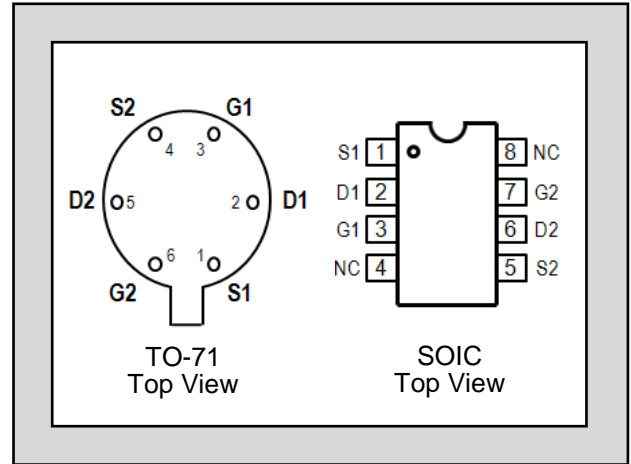 S2 G1
4 3
D2 5 2 D1
6 1
G2 S1
TO-71
Top View
S1 1 8 NC
D1 2 7 G2
G1 3 6 D2
NC 4 5 S2
SOIC
Top View